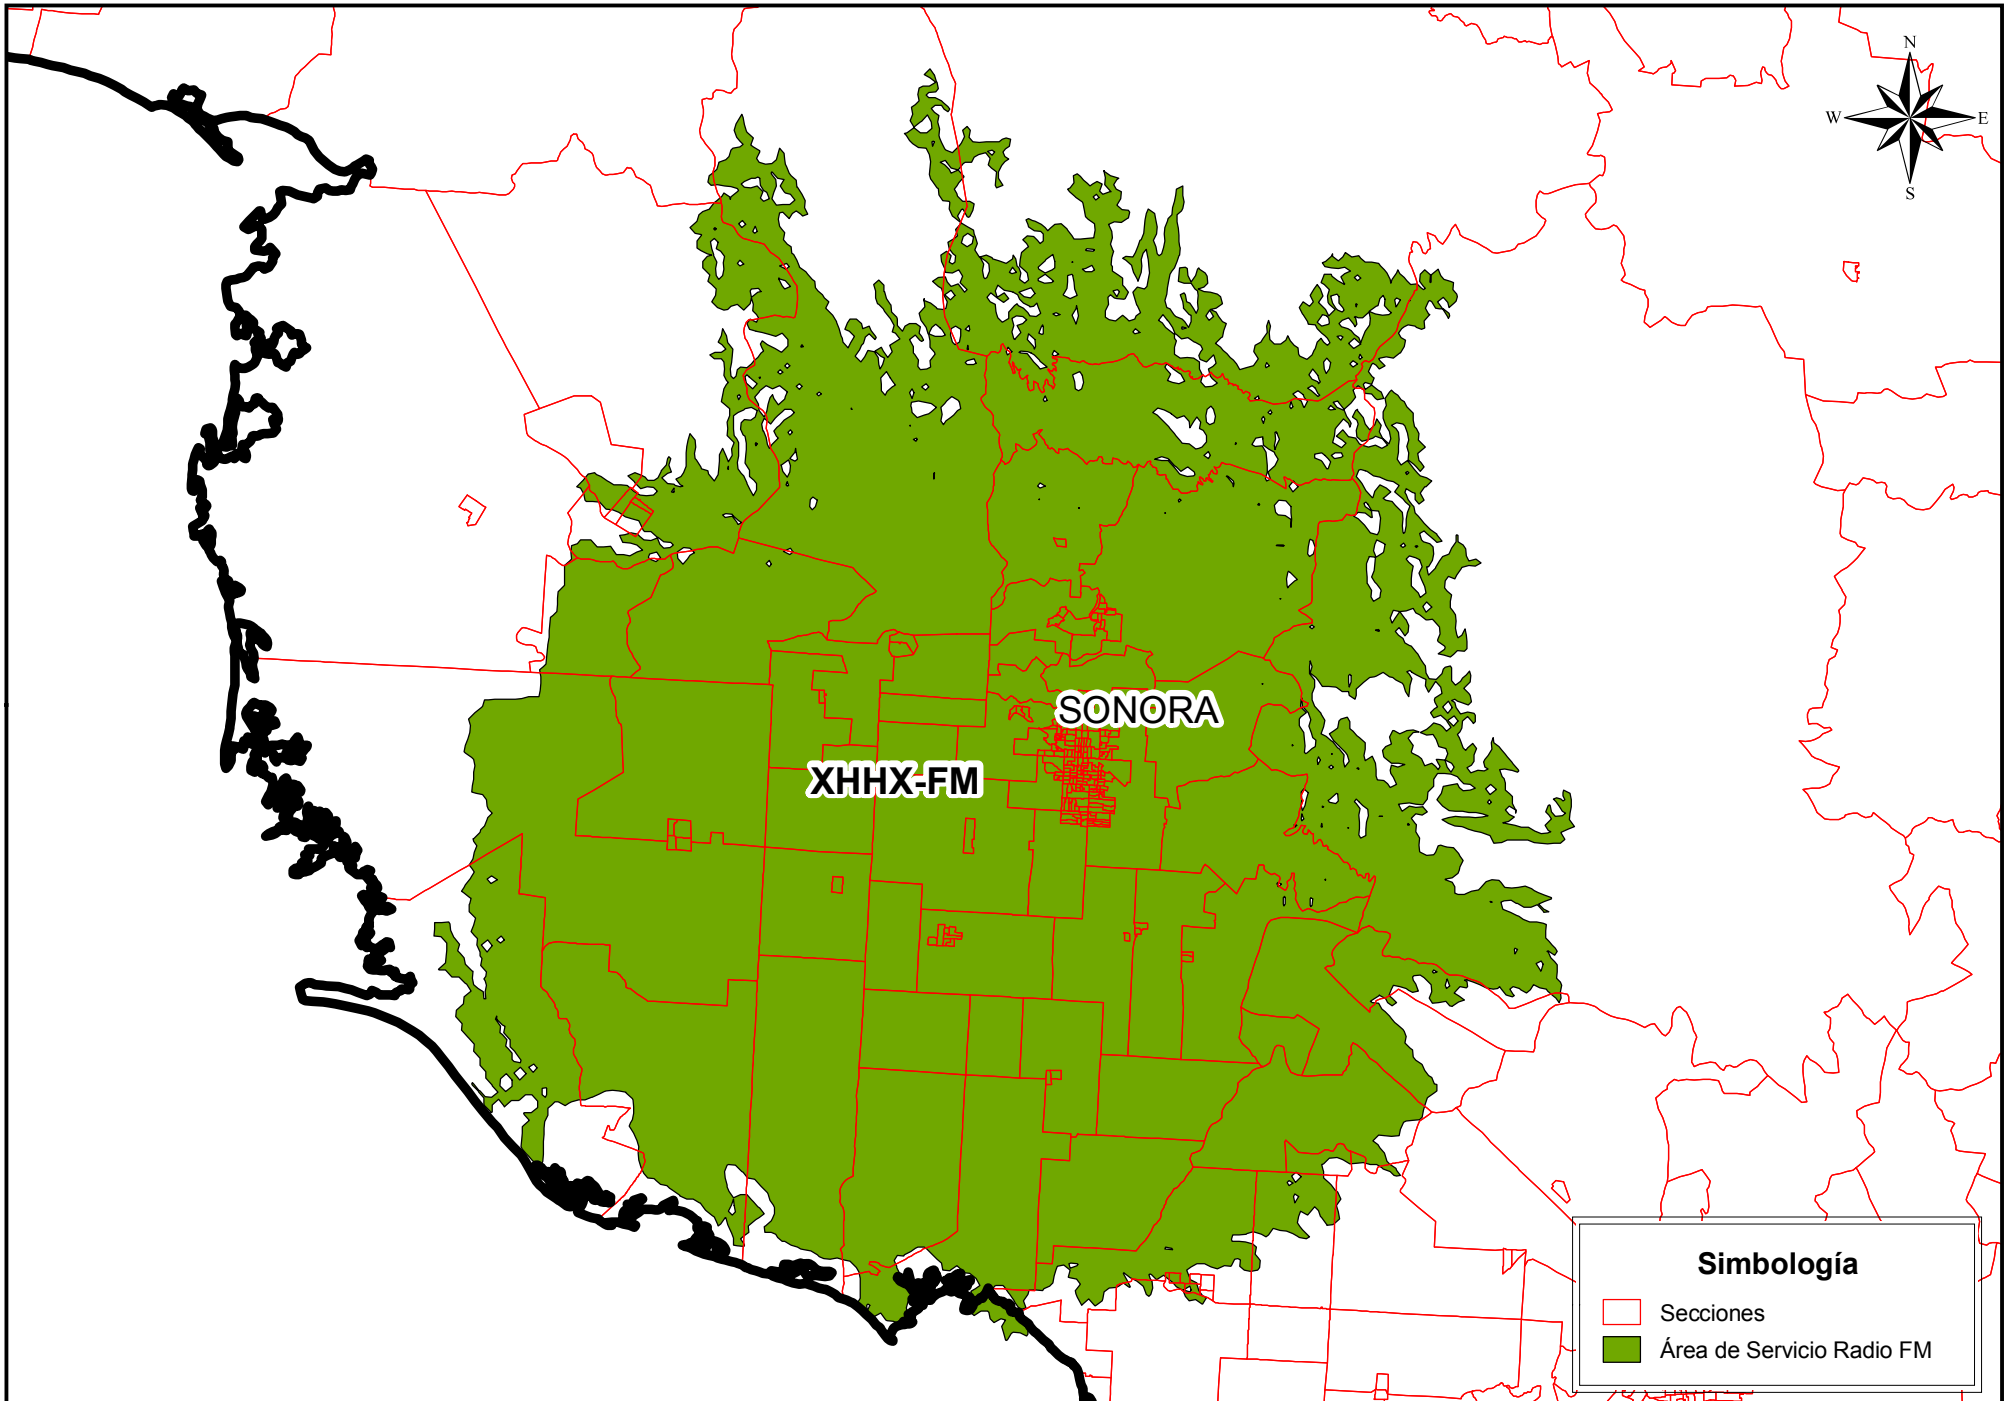 N
W
E
S
SONORA
XHHX-FM
Simbología
Secciones
Área de Servicio Radio FM